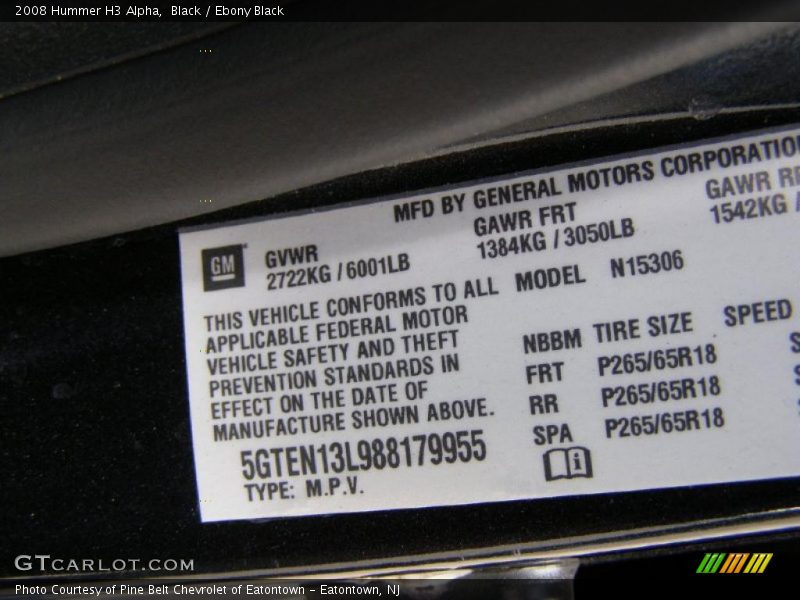 2008 Hummer H3 Alpha, Black / Ebony Black
MFD BY GENERAL MOTORS CORPORATION
GM
GVWR
2722KG / 6001LB
GAWR FRT
1384KG / 3050LB
GAWR RR
1542KG /
THIS VEHICLE CONFORMS TO ALL
APPLICABLE FEDERAL MOTOR
VEHICLE SAFETY AND THEFT
PREVENTION STANDARDS IN
EFFECT ON THE DATE OF
MANUFACTURE SHOWN ABOVE.
5GTEN13L988179955
TYPE: M.P.V.
MODEL N15306
NBBM TIRE SIZE SPEED
FRT P265/65R18 S
RR P265/65R18 S
SPA P265/65R18
GTCARLOT.COM
Photo Courtesy of Pine Belt Chevrolet of Eatontown - Eatontown, NJ